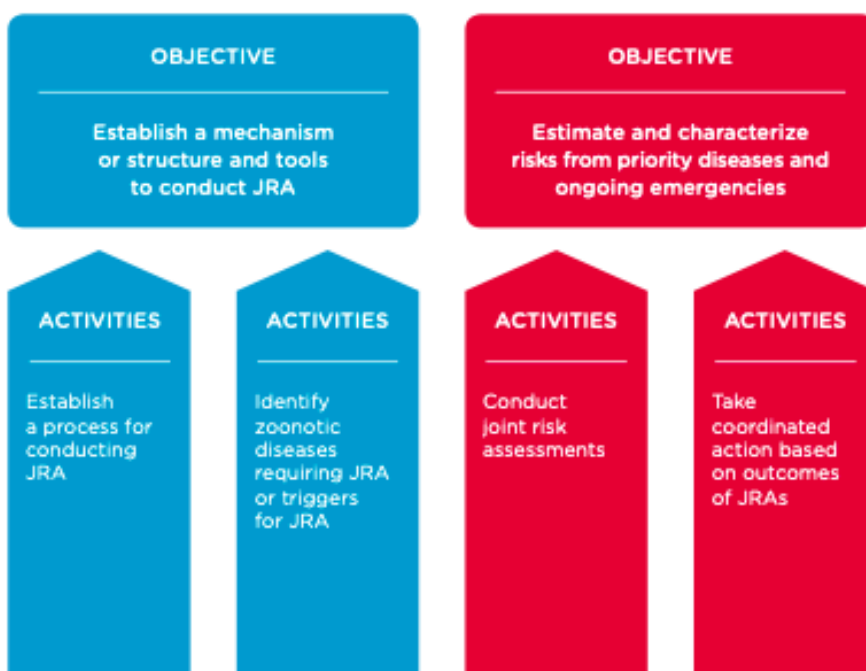 OBJECTIVE
Establish a mechanism
or structure and tools
to conduct JRA
OBJECTIVE
Estimate and characterize
risks from priority diseases and
ongoing emergencies
ACTIVITIES
Establish
a process for
conducting
JRA
ACTIVITIES
Identify
zoonotic
diseases
requiring JRA
or triggers
for JRA
ACTIVITIES
Conduct
joint risk
assessments
ACTIVITIES
Take
coordinated
action based
on outcomes
of JRAs